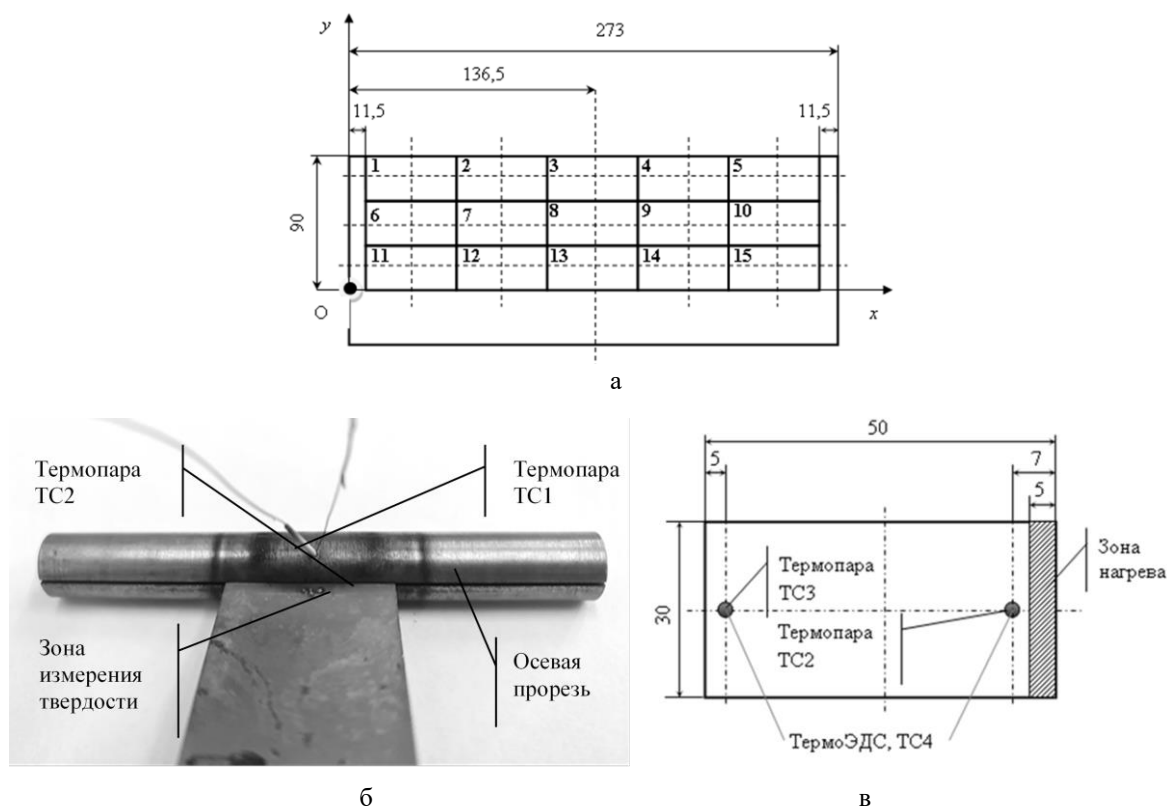 y
273
136,5
11,5
11,5
1
2
3
4
5
90
6
7
8
9
10
11
12
13
14
15
O
x
а
Термопара
ТС2
Термопара
ТС1
Зона
измерения
твердости
Осевая
прорезь
б
50
5
7
5
30
Термопара
ТС3
Зона
нагрева
Термопара
ТС2
ТермоЭДС, ТС4
в